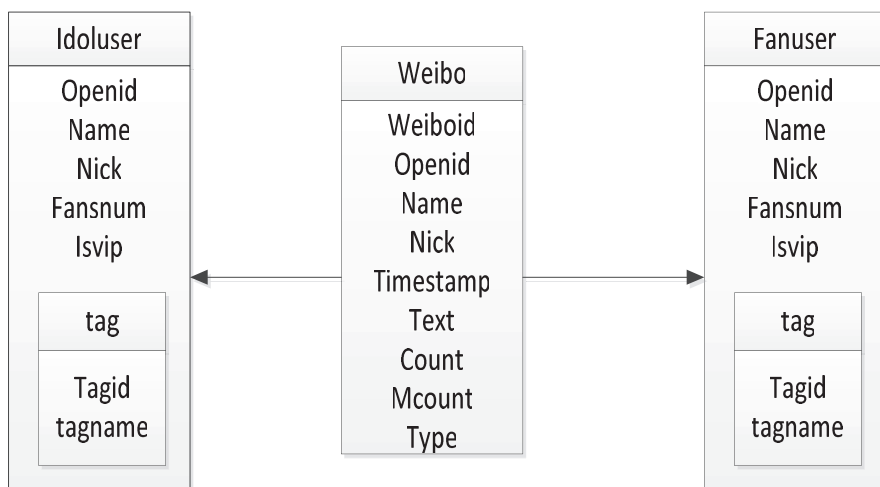 Idoluser
Openid
Name
Nick
Fansnum
Isvip
tag
Tagid
tagname
Weibo
Weiboid
Openid
Name
Nick
Timestamp
Text
Count
Mcount
Type
Fanuser
Openid
Name
Nick
Fansnum
Isvip
tag
Tagid
tagname